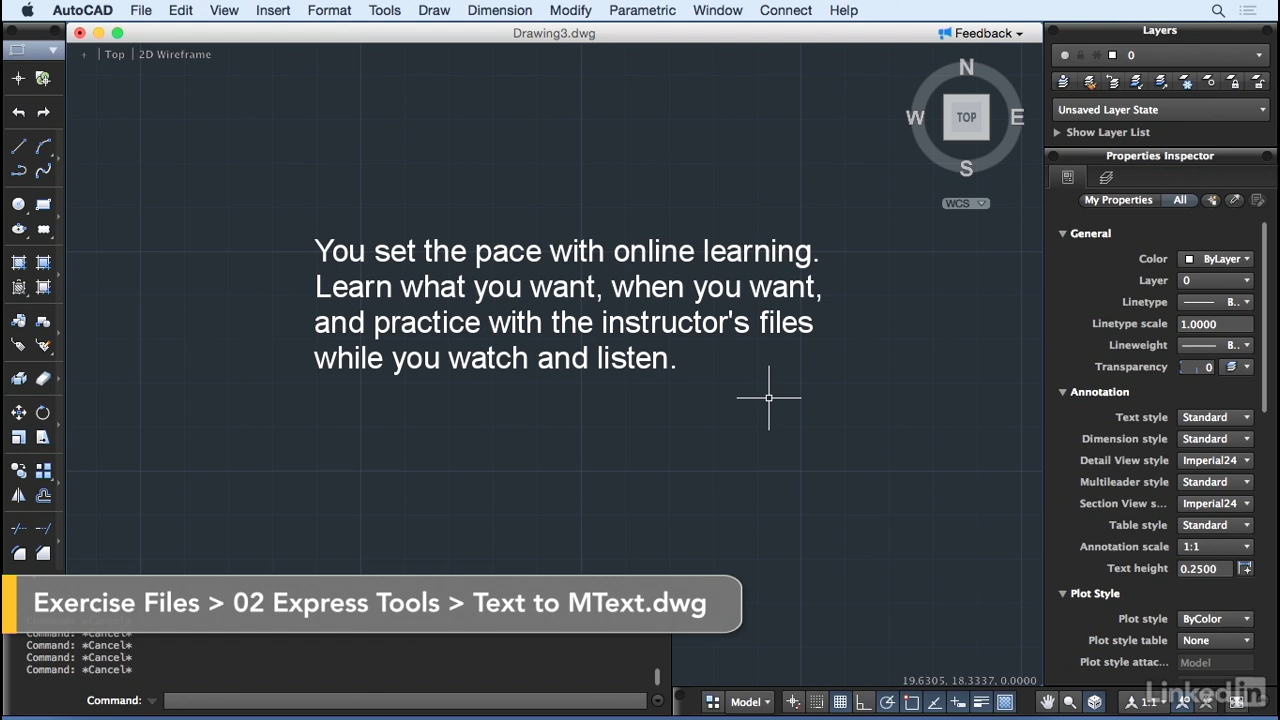 AutoCAD File Edit View Insert Format Tools Draw Dimension Modify Parametric Window Connect Help
Drawing3.dwg
Feedback
+ Top 2D Wireframe
N
W TOP E
S
WCS
You set the pace with online learning.
Learn what you want, when you want,
and practice with the instructor's files
while you watch and listen.
Layers
0
Unsaved Layer State
Show Layer List
Properties Inspector
My Properties All
General
Color ByLayer
Layer 0
Linetype B..
Linetype scale 1.0000
Lineweight B..
Transparency 0
Annotation
Text style Standard
Dimension style Standard
Detail View style Imperial24
Multileader style Standard
Section View s... Imperial24
Table style Standard
Annotation scale 1:1
Text height 0.2500
Plot Style
Plot style ByColor
Plot style table None
Plot style attac... Model
Exercise Files > 02 Express Tools > Text to MText.dwg
Command: *Cancel*
Command: *Cancel*
Command: *Cancel*
Command: *Cancel*
Command:
19.6305, 18.3337, 0.0000
Model
1:1
LinkedIn